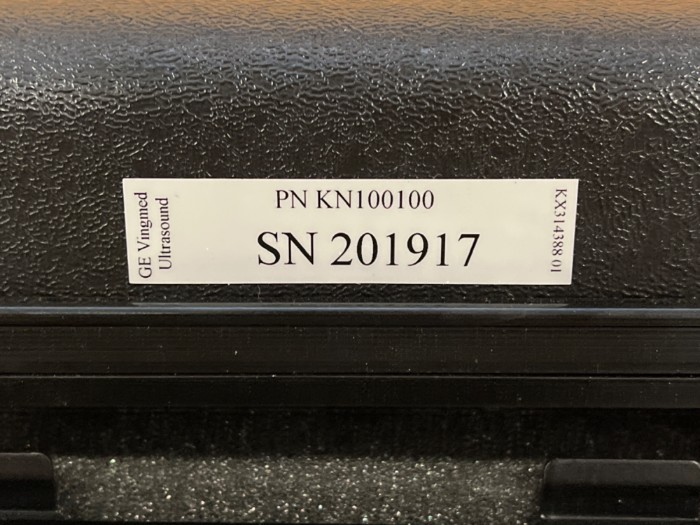 GE Vingmed
Ultrasound
PN KN100100
SN 201917
KX314388 01